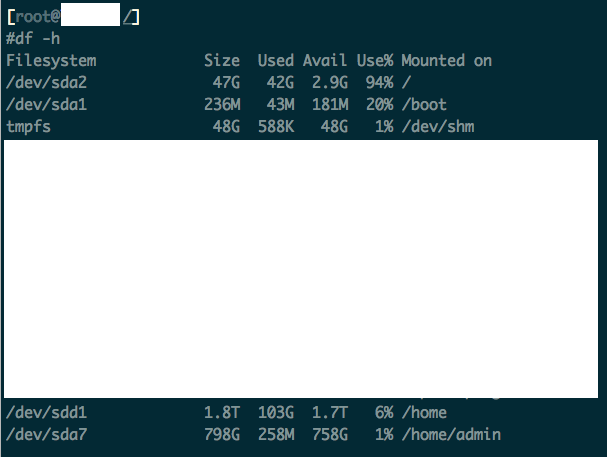 [root@ /]
#df -h
Filesystem Size Used Avail Use% Mounted on
/dev/sda2 47G 42G 2.9G 94% /
/dev/sda1 236M 43M 181M 20% /boot
tmpfs 48G 588K 48G 1% /dev/shm
/dev/sdd1 1.8T 103G 1.7T 6% /home
/dev/sda7 798G 258M 758G 1% /home/admin